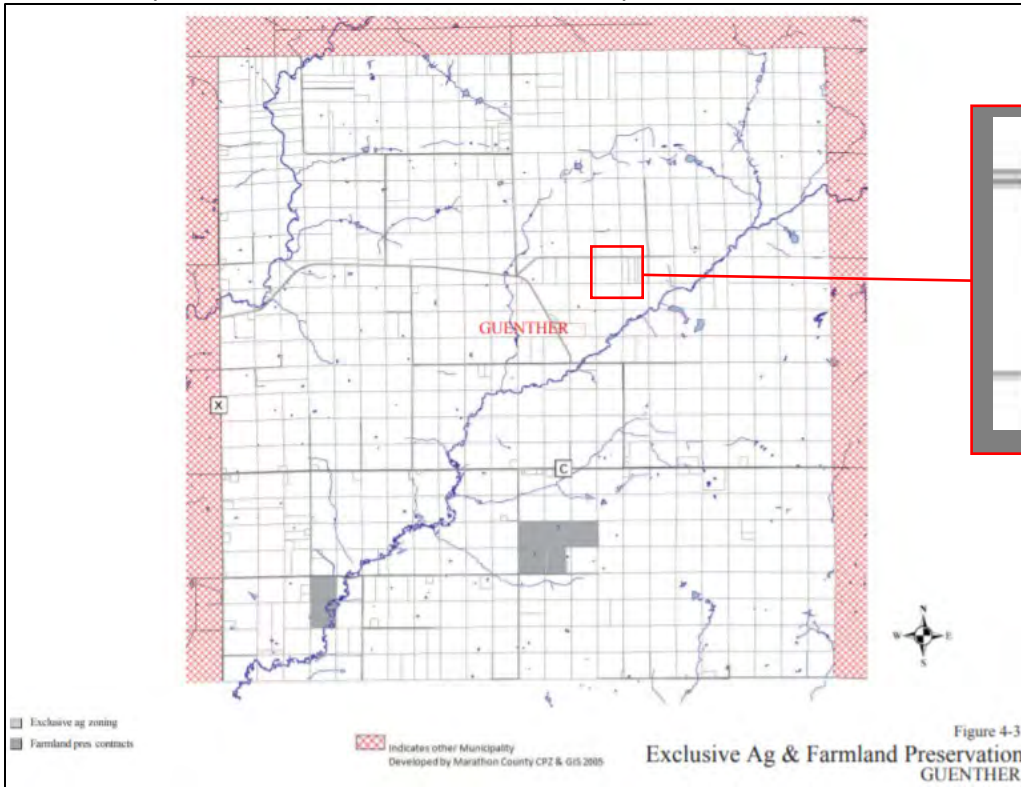 GUENTHER
X
C
N
W E
S
Exclusive ag zoning
Farmland pres contracts
Indicates other Municipality
Developed by Marathon County CPZ & GIS 2005
Figure 4-3
Exclusive Ag & Farmland Preservation
GUENTHER